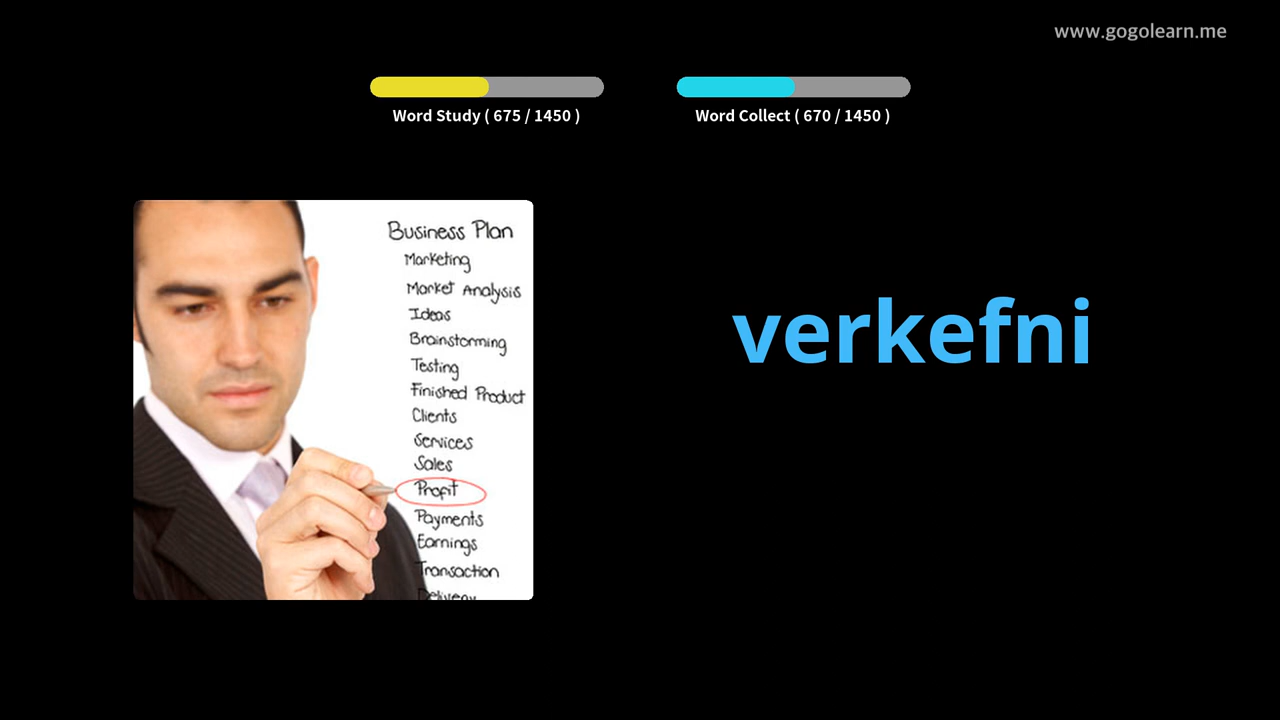 www.gogolearn.me
Word Study ( 675 / 1450 )
Word Collect ( 670 / 1450 )
Business Plan
Marketing
Market Analysis
Ideas
Brainstorming
Testing
Finished Product
Clients
Services
Sales
Profit
Payments
Earnings
Transaction
Delivery
verkefni